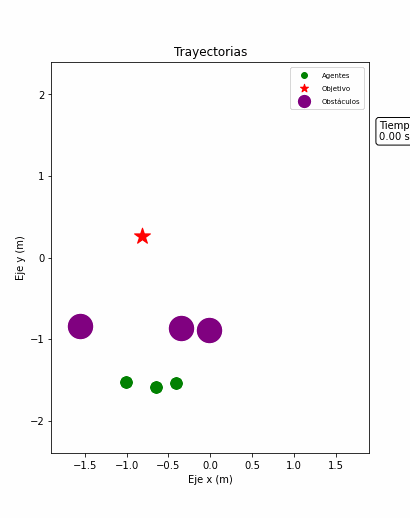 Trayectorias
Agentes
Objetivo
Obstáculos
0.00 s
2
1
0
−1
−2
Eje y (m)
−1.5
−1.0
−0.5
0.0
0.5
1.0
1.5
Eje x (m)